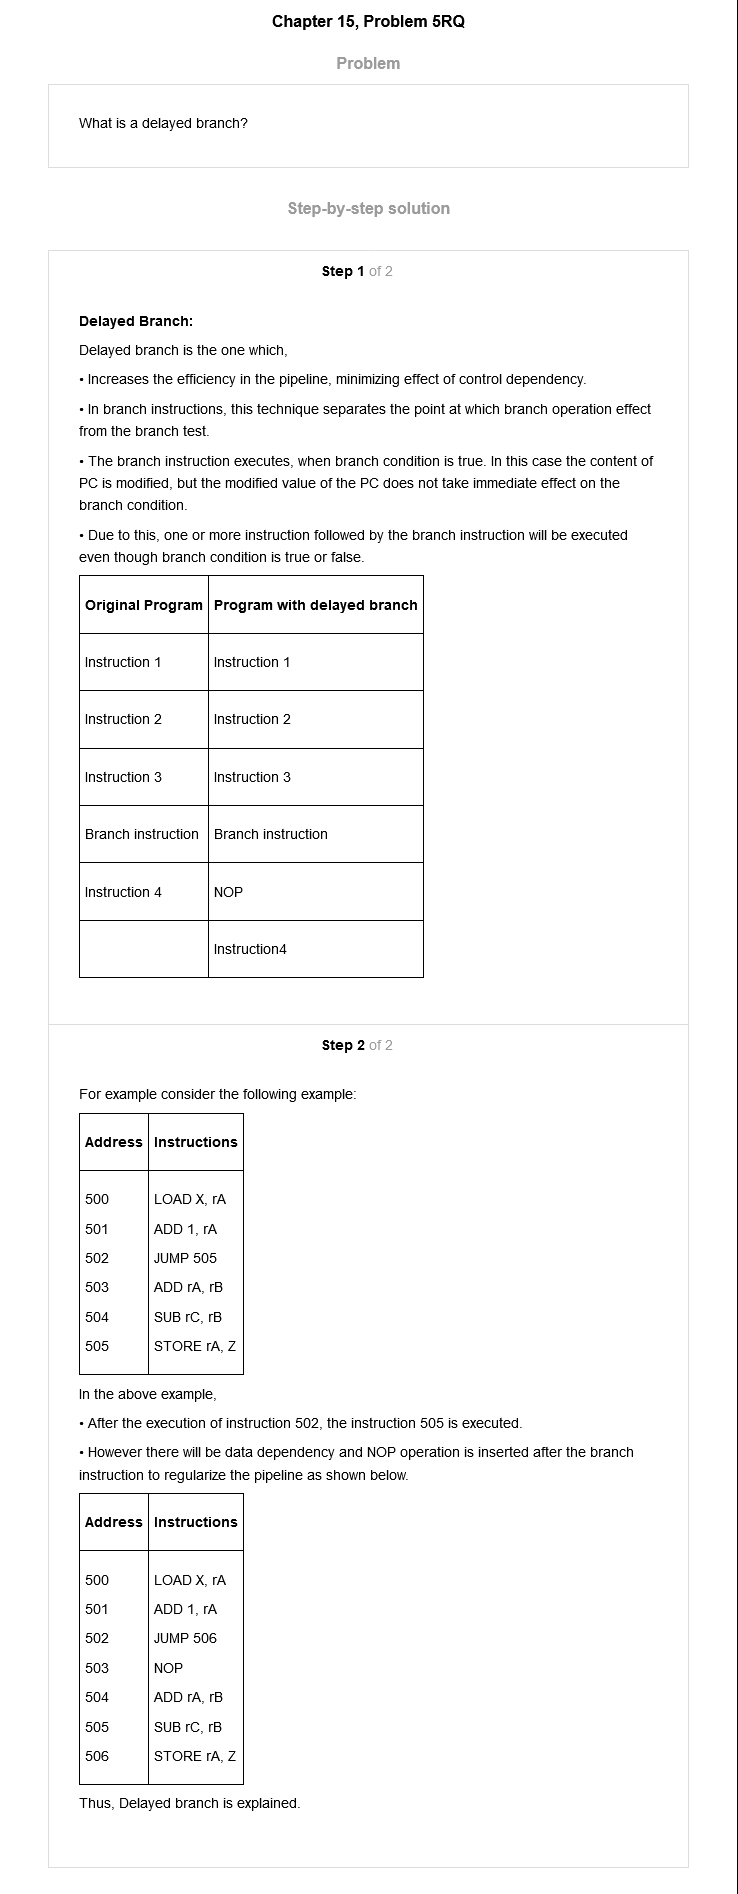 Chapter 15, Problem 5RQ
Problem
What is a delayed branch?
Step-by-step solution
Step 1 of 2
Delayed Branch:
Delayed branch is the one which,
• Increases the efficiency in the pipeline, minimizing effect of control dependency.
• In branch instructions, this technique separates the point at which branch operation effect
from the branch test.
• The branch instruction executes, when branch condition is true. In this case the content of
PC is modified, but the modified value of the PC does not take immediate effect on the
branch condition.
• Due to this, one or more instruction followed by the branch instruction will be executed
even though branch condition is true or false.
Original Program Program with delayed branch
Instruction 1 Instruction 1
Instruction 2 Instruction 2
Instruction 3 Instruction 3
Branch instruction Branch instruction
Instruction 4 NOP
Instruction4
Step 2 of 2
For example consider the following example:
Address Instructions
500 LOAD X, rA
501 ADD 1, rA
502 JUMP 505
503 ADD rA, rB
504 SUB rC, rB
505 STORE rA, Z
In the above example,
• After the execution of instruction 502, the instruction 505 is executed.
• However there will be data dependency and NOP operation is inserted after the branch
instruction to regularize the pipeline as shown below.
Address Instructions
500 LOAD X, rA
501 ADD 1, rA
502 JUMP 506
503 NOP
504 ADD rA, rB
505 SUB rC, rB
506 STORE rA, Z
Thus, Delayed branch is explained.